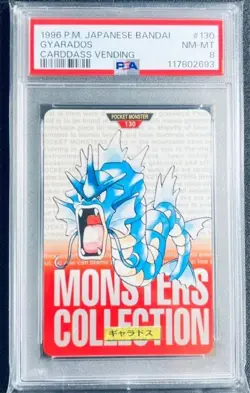 1996 P.M. JAPANESE BANDAI #130
GYARADOS NM-MT
CARDDASS VENDING 8
PSA
117802693
POCKET MONSTER
130
MONSTERS
COLLECTION
ギャラドス